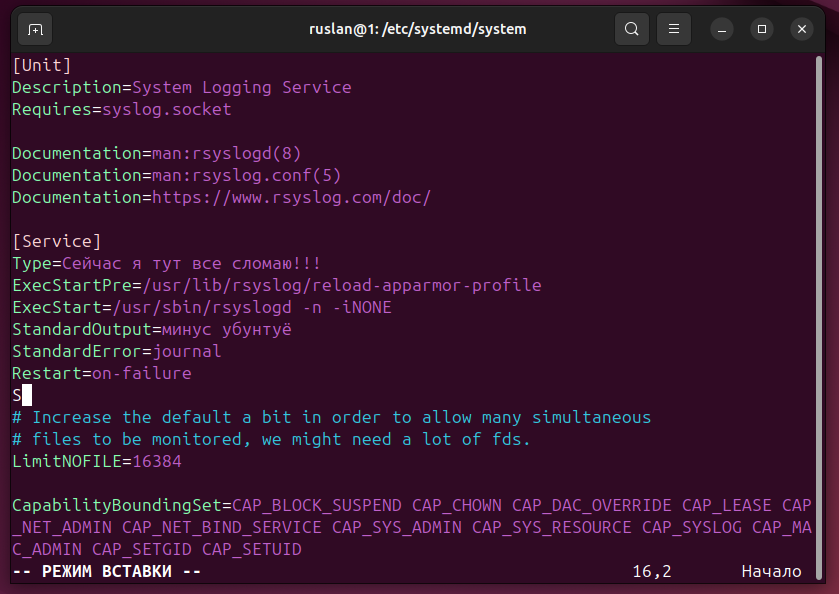 ruslan@1: /etc/systemd/system
[Unit]
Description=System Logging Service
Requires=syslog.socket
Documentation=man:rsyslogd(8)
Documentation=man:rsyslog.conf(5)
Documentation=https://www.rsyslog.com/doc/
[Service]
Type=Сейчас я тут все сломаю!!!
ExecStartPre=/usr/lib/rsyslog/reload-apparmor-profile
ExecStart=/usr/sbin/rsyslogd -n -iNONE
StandardOutput=минус убунтуё
StandardError=journal
Restart=on-failure
S
# Increase the default a bit in order to allow many simultaneous
# files to be monitored, we might need a lot of fds.
LimitNOFILE=16384
CapabilityBoundingSet=CAP_BLOCK_SUSPEND CAP_CHOWN CAP_DAC_OVERRIDE CAP_LEASE CAP
_NET_ADMIN CAP_NET_BIND_SERVICE CAP_SYS_ADMIN CAP_SYS_RESOURCE CAP_SYSLOG CAP_MA
C_ADMIN CAP_SETGID CAP_SETUID
-- РЕЖИМ ВСТАВКИ -- 16,2 Начало